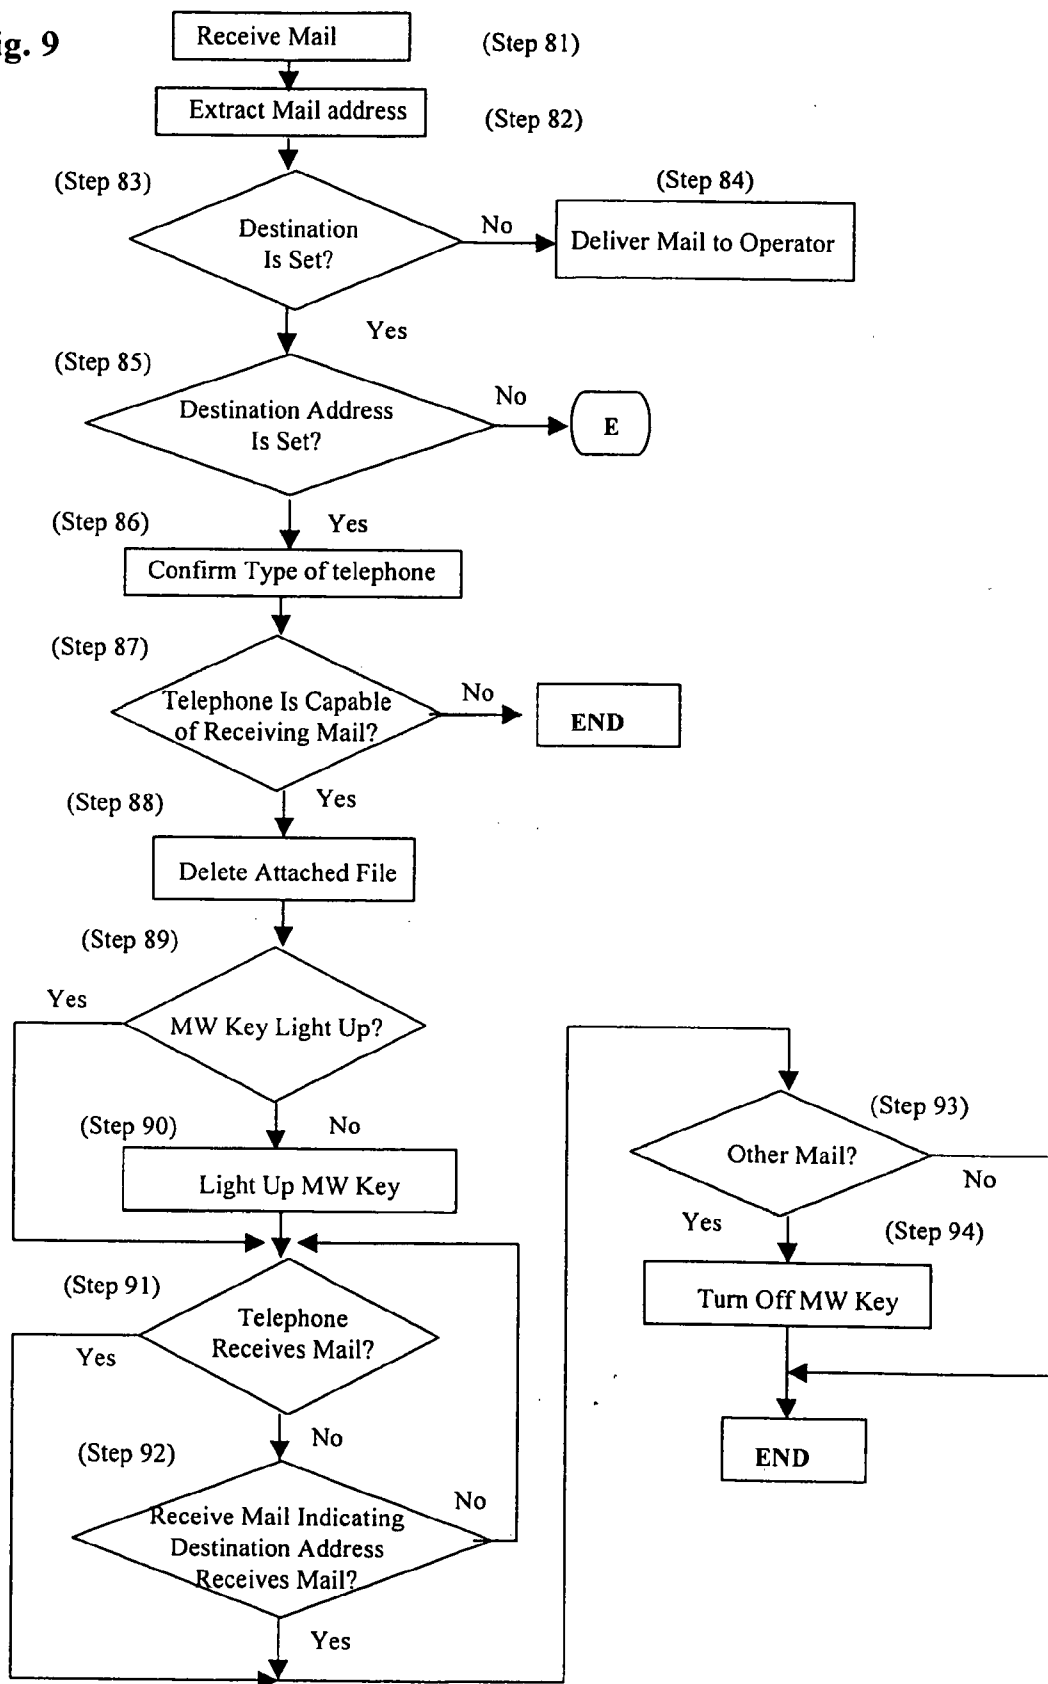 ig. 9
Receive Mail
(Step 81)
Extract Mail address
(Step 82)
(Step 83)
Destination
Is Set?
No
(Step 84)
Deliver Mail to Operator
Yes
(Step 85)
Destination Address
Is Set?
No
E
(Step 86)
Yes
Confirm Type of telephone
(Step 87)
Telephone Is Capable
of Receiving Mail?
No
END
(Step 88)
Yes
Delete Attached File
(Step 89)
Yes
MW Key Light Up?
(Step 90)
No
Light Up MW Key
(Step 91)
Telephone
Receives Mail?
Yes
No
(Step 92)
Receive Mail Indicating
Destination Address
Receives Mail?
No
Yes
(Step 93)
Other Mail?
No
Yes
(Step 94)
Turn Off MW Key
END